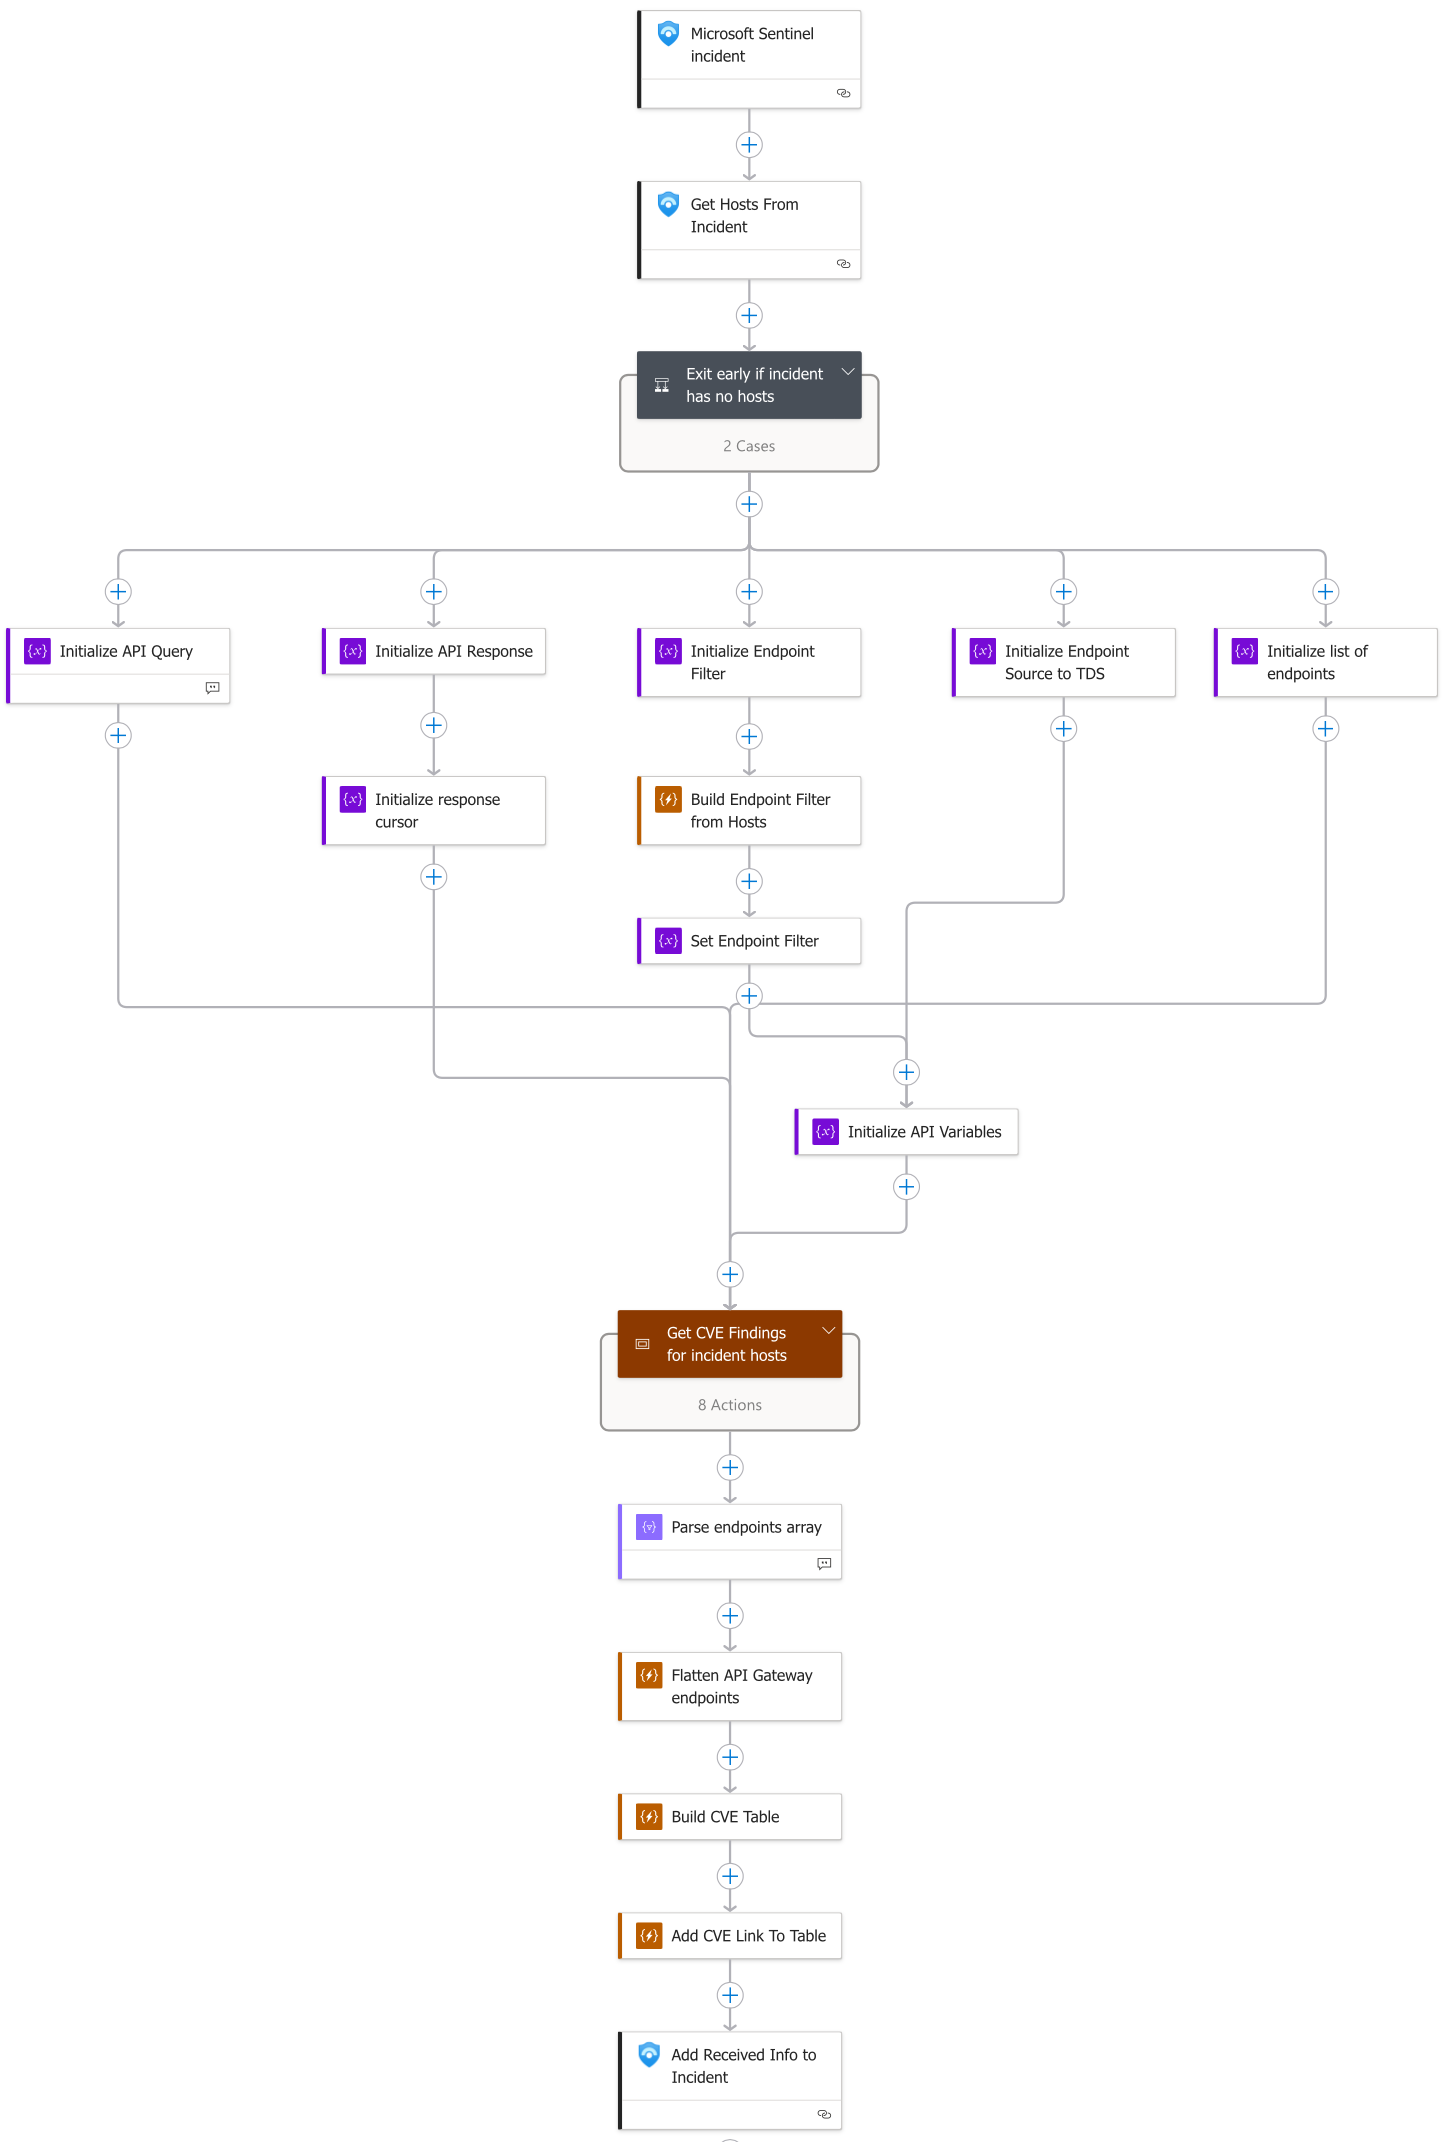 Microsoft Sentinel
incident
Get Hosts From
Incident
Exit early if incident
has no hosts
2 Cases
{x} Initialize API Query
{x} Initialize API Response
{x} Initialize Endpoint
Filter
{x} Initialize Endpoint
Source to TDS
{x} Initialize list of
endpoints
{x} Initialize response
cursor
Build Endpoint Filter
from Hosts
{x} Set Endpoint Filter
{x} Initialize API Variables
Get CVE Findings
for incident hosts
8 Actions
Parse endpoints array
Flatten API Gateway
endpoints
Build CVE Table
Add CVE Link To Table
Add Received Info to
Incident